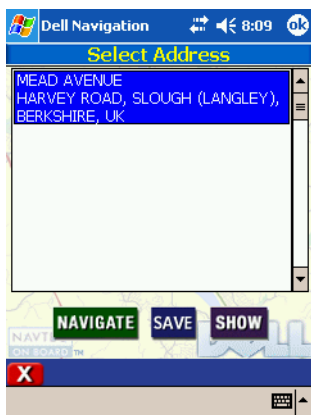 Dell Navigation 8:09 ok
Select Address
MEAD AVENUE
HARVEY ROAD, SLOUGH (LANGLEY),
BERKSHIRE, UK
NAVIGATE SAVE SHOW
ON BOARD TM
X